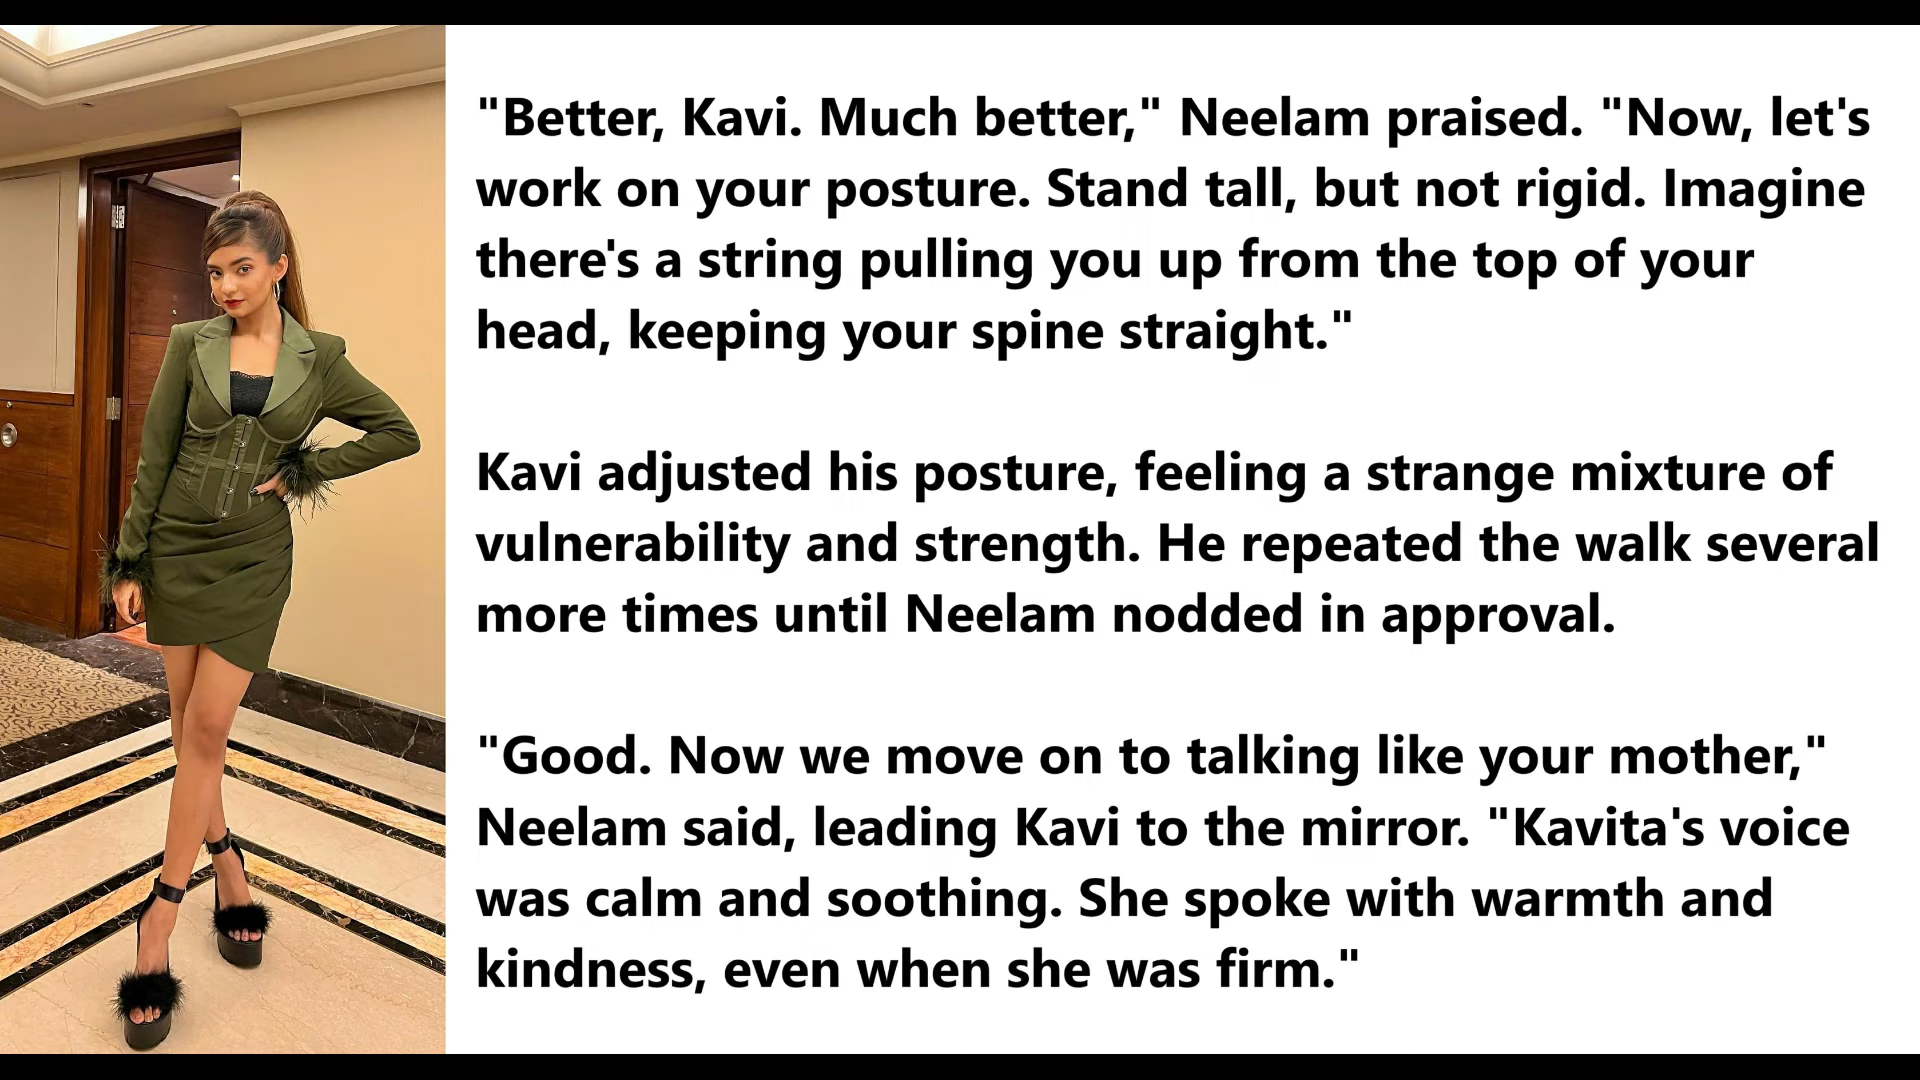 "Better, Kavi. Much better," Neelam praised. "Now, let's
work on your posture. Stand tall, but not rigid. Imagine
there's a string pulling you up from the top of your
head, keeping your spine straight."
Kavi adjusted his posture, feeling a strange mixture of
vulnerability and strength. He repeated the walk several
more times until Neelam nodded in approval.
"Good. Now we move on to talking like your mother,"
Neelam said, leading Kavi to the mirror. "Kavita's voice
was calm and soothing. She spoke with warmth and
kindness, even when she was firm."